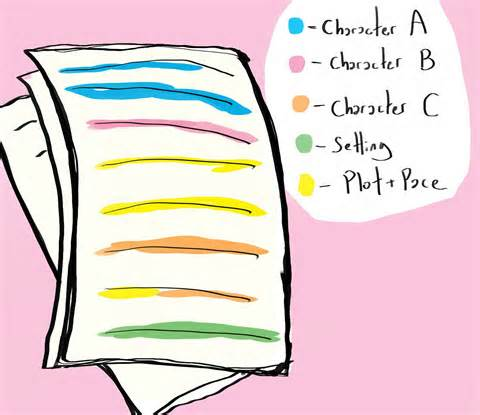 - Character A
- Character B
- Character C
- Setting
- Plot + Pace